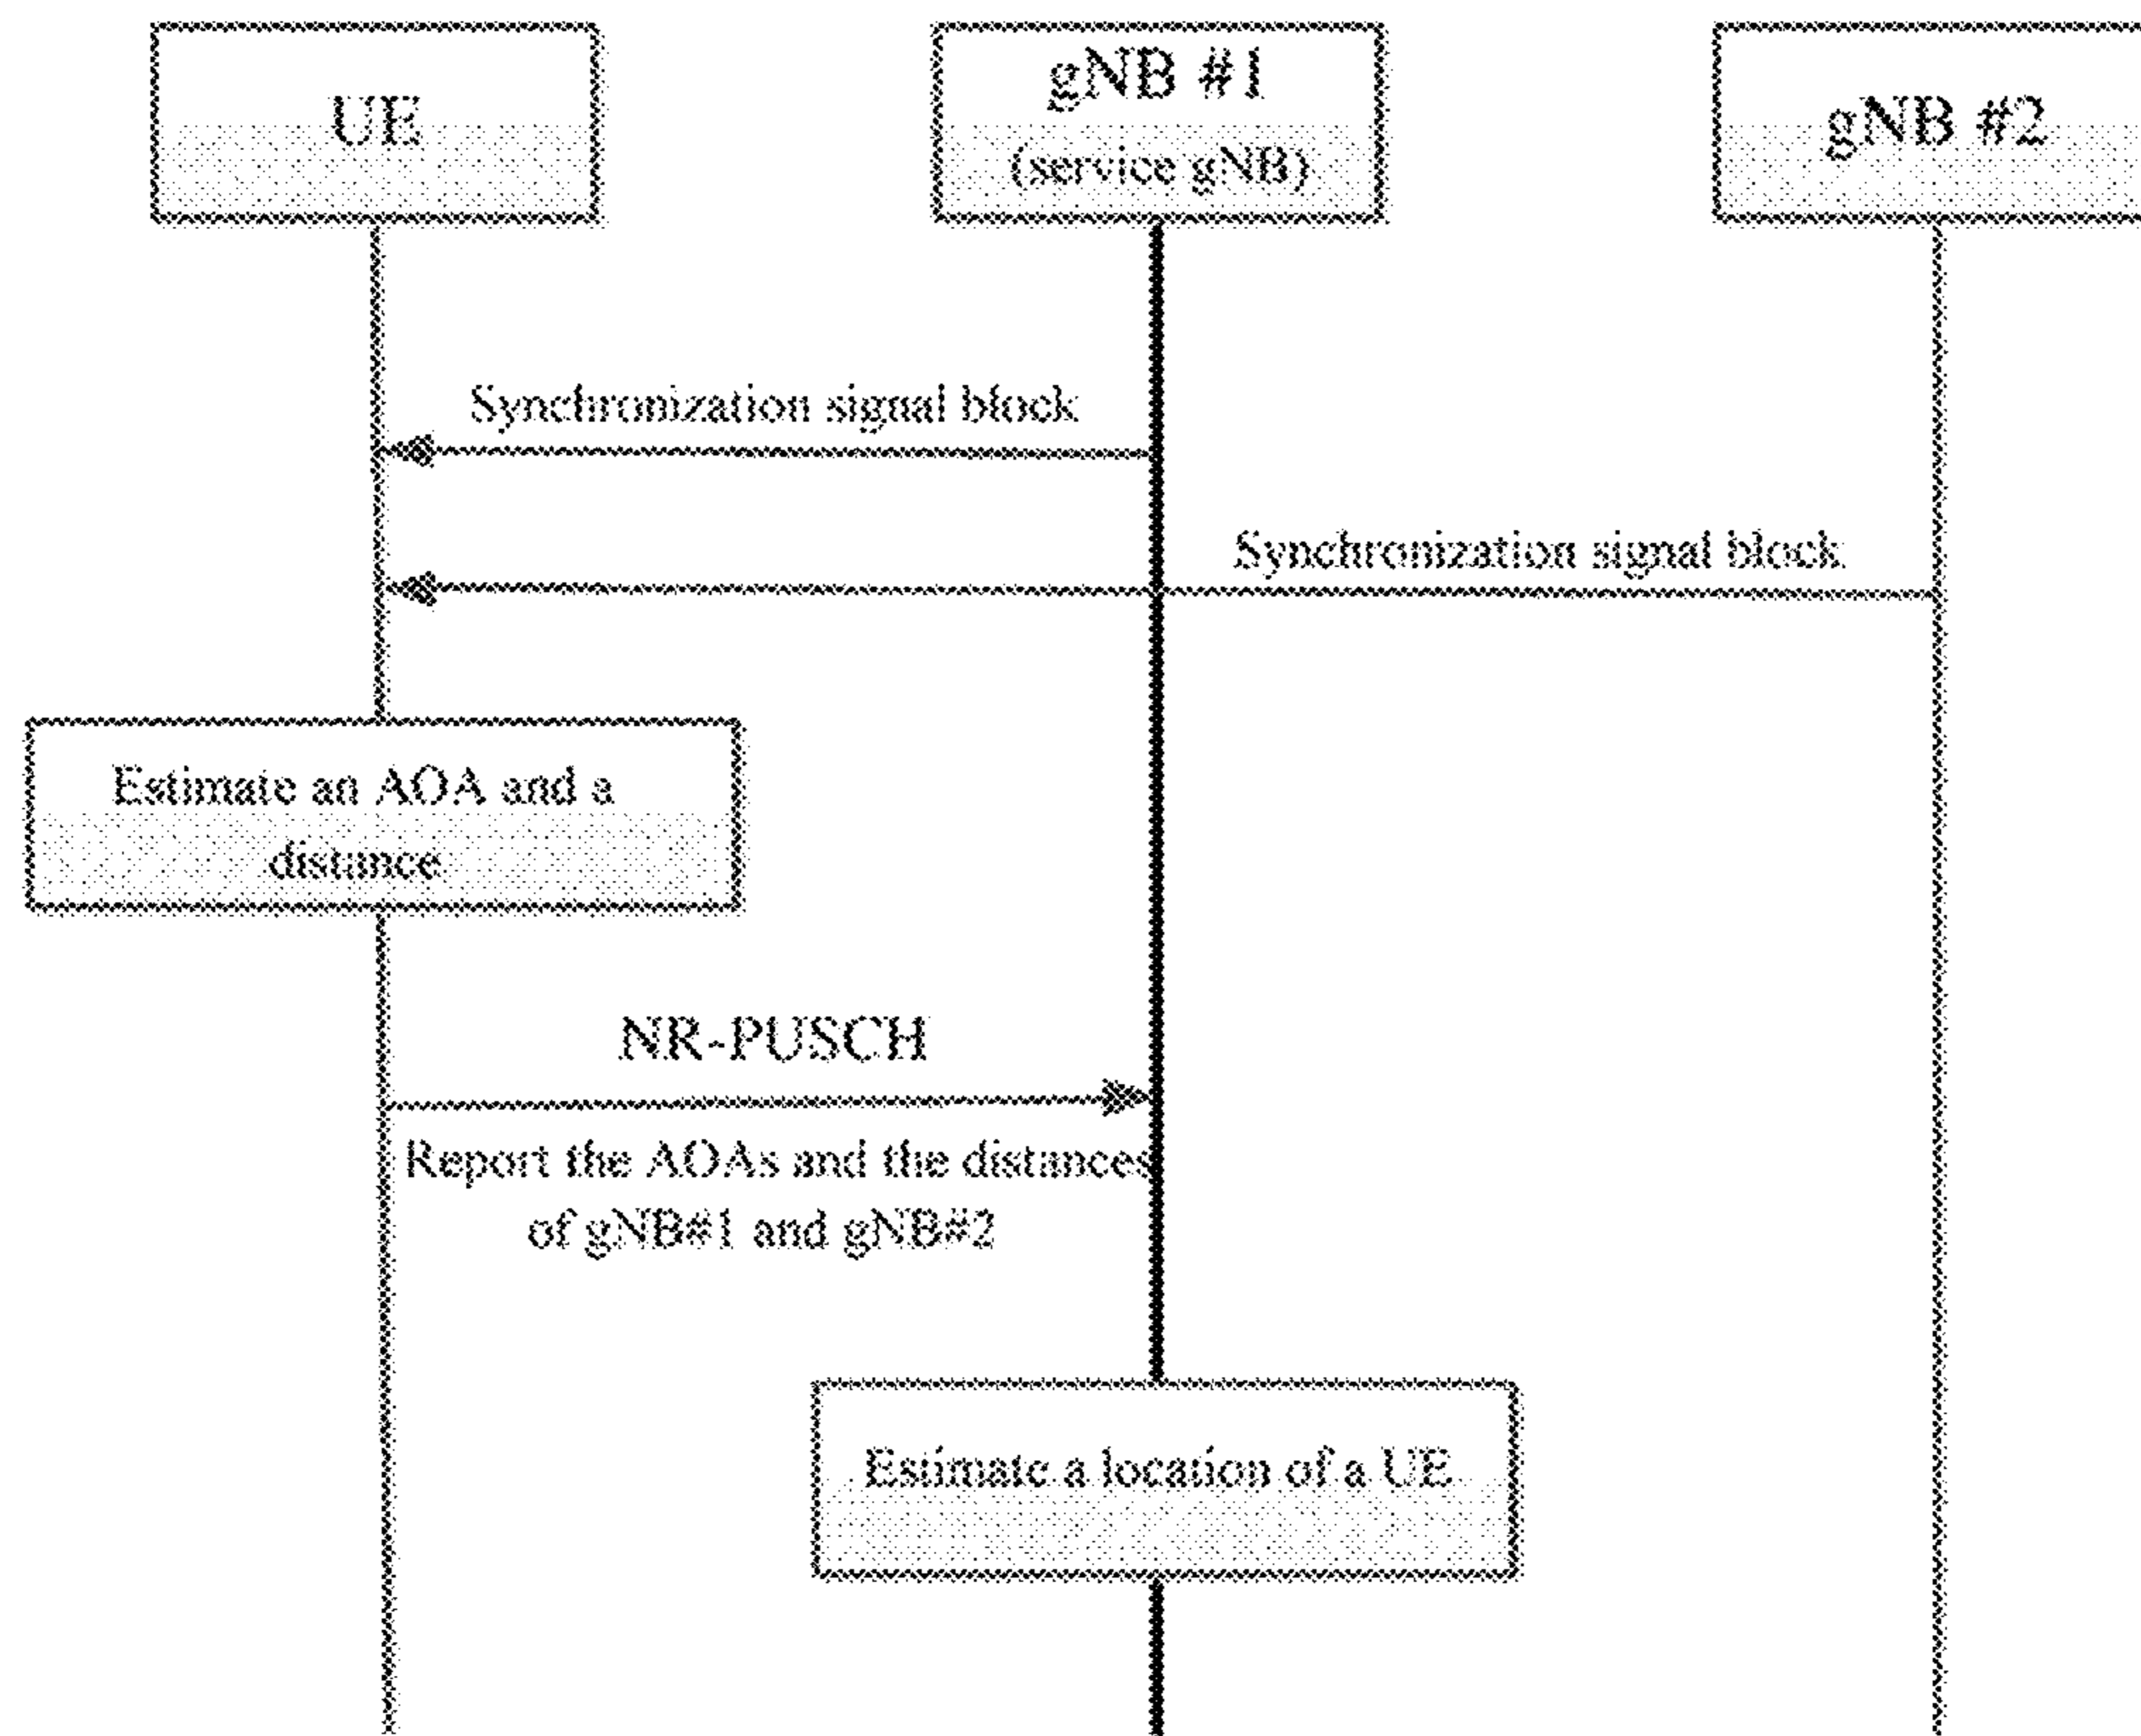 UE
gNB #1
(service gNB)
gNB #2
Synchronization signal block
Synchronization signal block
Estimate an AOA and a
distance
NR-PUSCH
Report the AOAs and the distances
of gNB#1 and gNB#2
Estimate a location of a UE